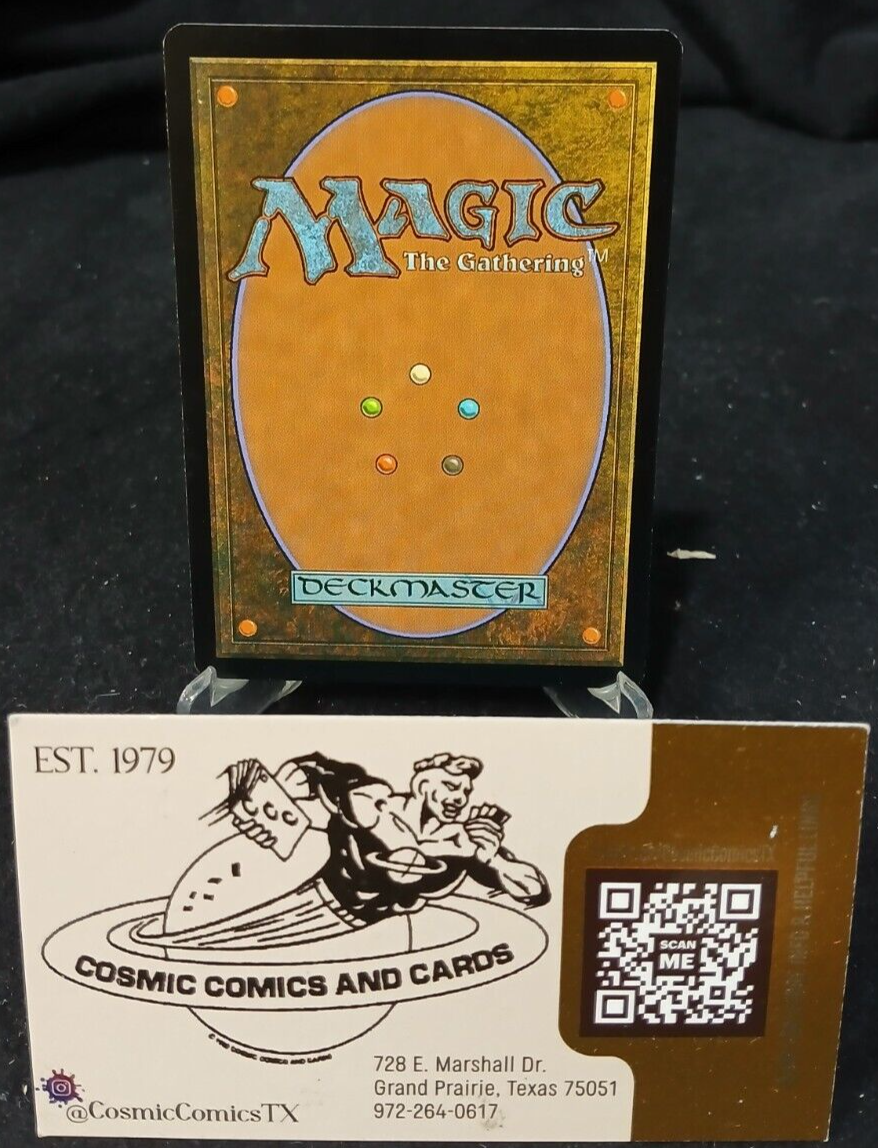 MAGIC
The Gathering™
DECKMASTER
EST. 1979
COSMIC COMICS AND CARDS
SCAN
ME
728 E. Marshall Dr.
Grand Prairie, Texas 75051
972-264-0617
@CosmicComicsTX